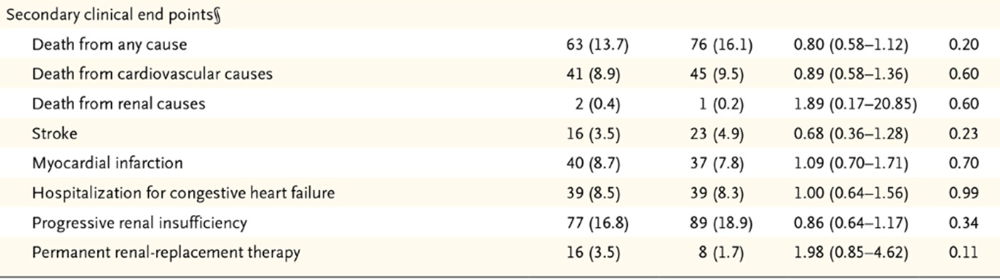 Secondary clinical end points§
Death from any cause 63 (13.7) 76 (16.1) 0.80 (0.58–1.12) 0.20
Death from cardiovascular causes 41 (8.9) 45 (9.5) 0.89 (0.58–1.36) 0.60
Death from renal causes 2 (0.4) 1 (0.2) 1.89 (0.17–20.85) 0.60
Stroke 16 (3.5) 23 (4.9) 0.68 (0.36–1.28) 0.23
Myocardial infarction 40 (8.7) 37 (7.8) 1.09 (0.70–1.71) 0.70
Hospitalization for congestive heart failure 39 (8.5) 39 (8.3) 1.00 (0.64–1.56) 0.99
Progressive renal insufficiency 77 (16.8) 89 (18.9) 0.86 (0.64–1.17) 0.34
Permanent renal-replacement therapy 16 (3.5) 8 (1.7) 1.98 (0.85–4.62) 0.11